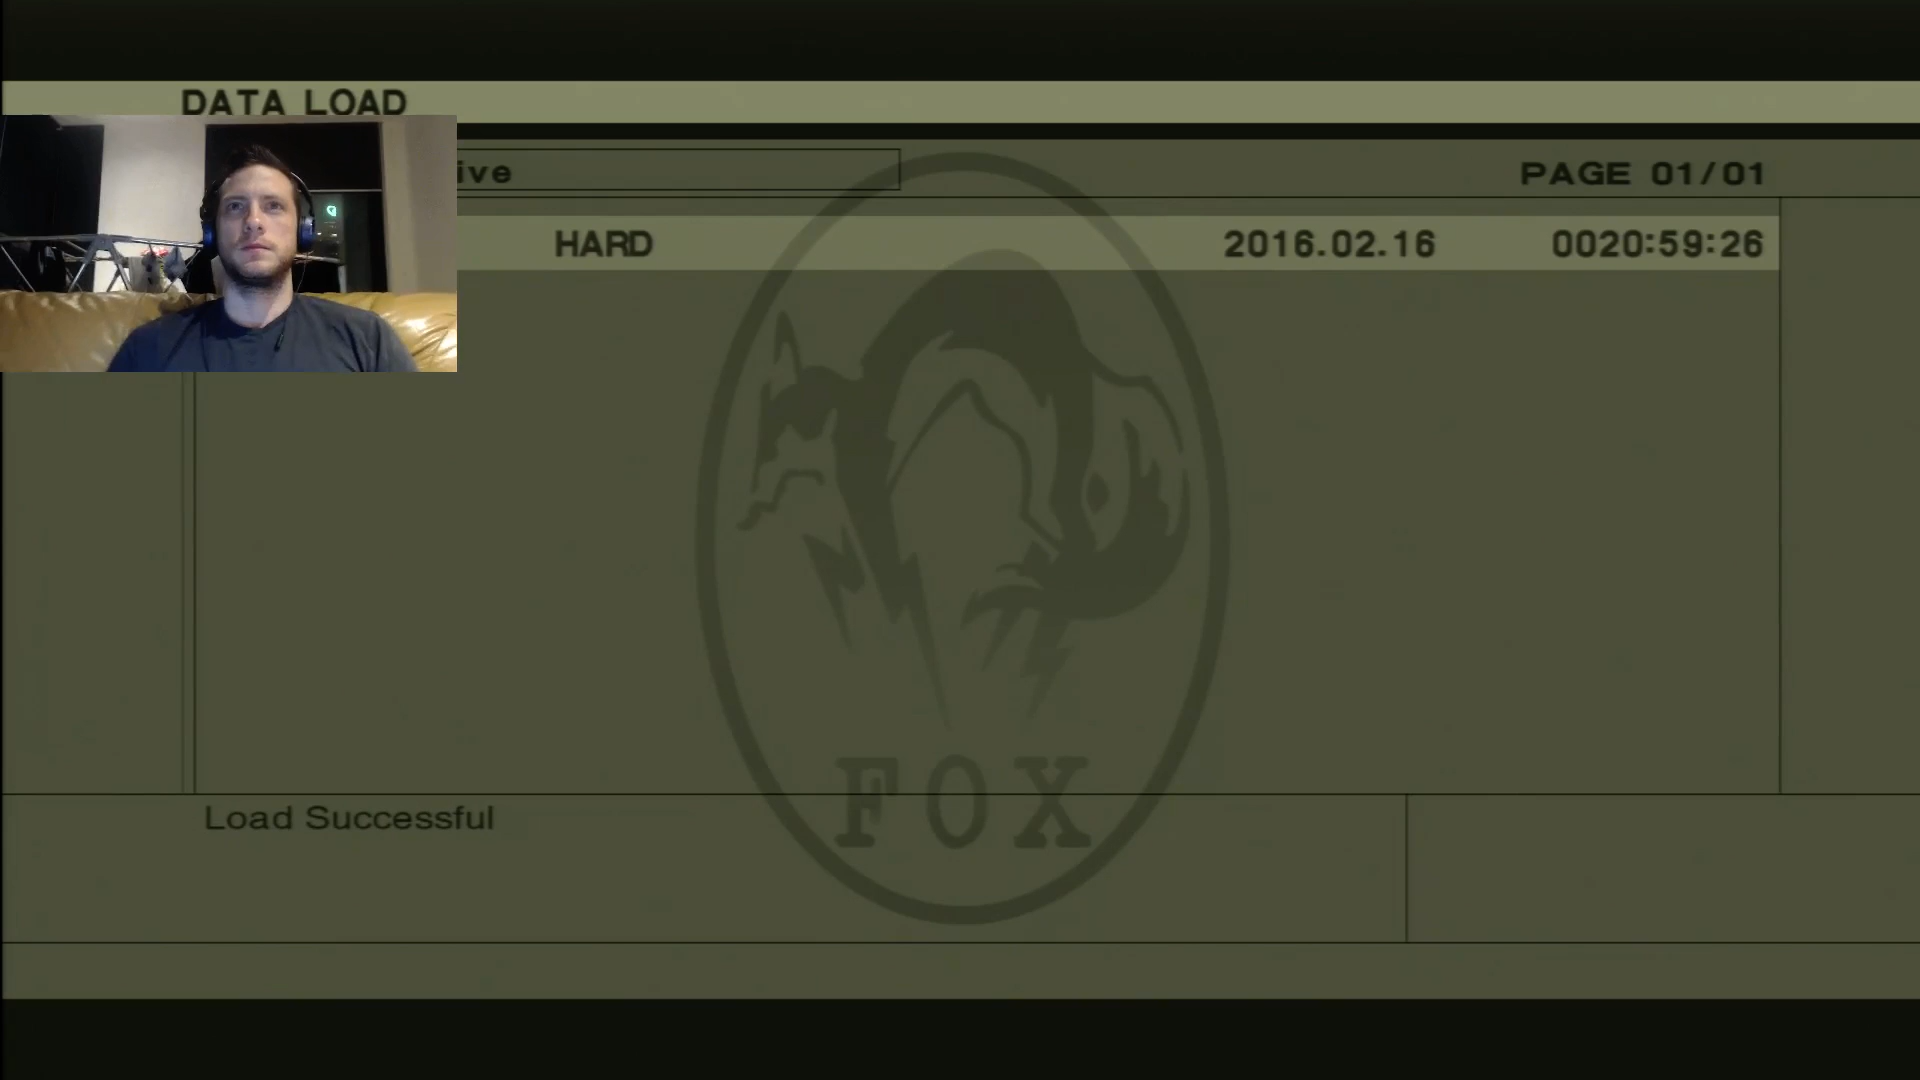 DATA LOAD
ive
PAGE 01/01
HARD 2016.02.16 0020:59:26
Load Successful
FOX